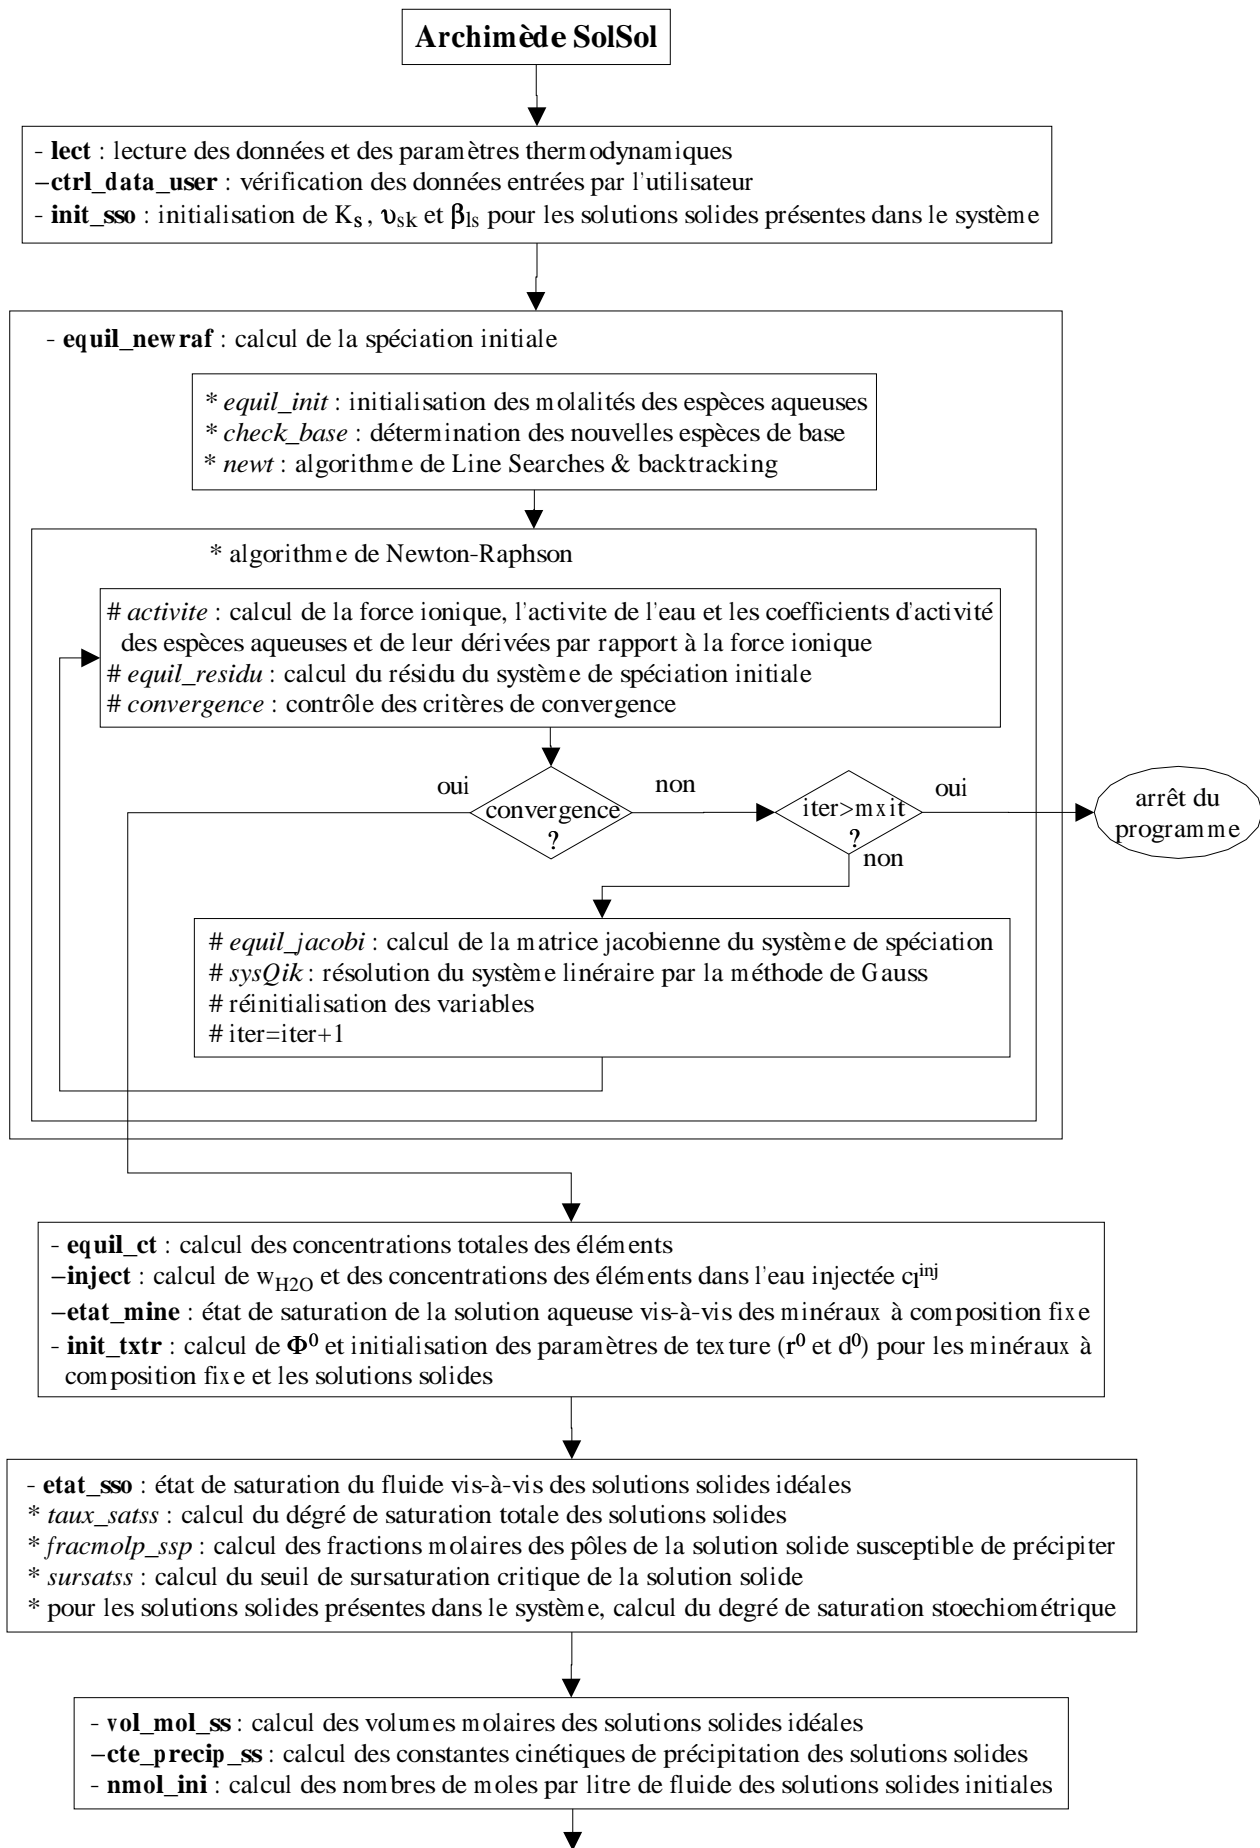 Archimède SolSol
- lect : lecture des données et des paramètres thermodynamiques
–ctrl_data_user : vérification des données entrées par l'utilisateur
- init_sso : initialisation de Ks , υsk et βls pour les solutions solides présentes dans le système
- equil_newraf : calcul de la spéciation initiale
* equil_init : initialisation des molalités des espèces aqueuses
* check_base : détermination des nouvelles espèces de base
* newt : algorithme de Line Searches & backtracking
* algorithme de Newton-Raphson
# activite : calcul de la force ionique, l'activite de l'eau et les coefficients d'activité
des espèces aqueuses et de leur dérivées par rapport à la force ionique
# equil_residu : calcul du résidu du système de spéciation initiale
# convergence : contrôle des critères de convergence
oui
convergence
?
non
iter>mxit
?
oui
arrêt du
programme
non
# equil_jacobi : calcul de la matrice jacobienne du système de spéciation
# sysQik : résolution du système linéraire par la méthode de Gauss
# réinitialisation des variables
# iter=iter+1
- equil_ct : calcul des concentrations totales des éléments
–inject : calcul de wH2O et des concentrations des éléments dans l'eau injectée clinj
–etat_mine : état de saturation de la solution aqueuse vis-à-vis des minéraux à composition fixe
- init_txtr : calcul de Φ0 et initialisation des paramètres de texture (r0 et d0) pour les minéraux à
composition fixe et les solutions solides
- etat_sso : état de saturation du fluide vis-à-vis des solutions solides idéales
* taux_satss : calcul du dégré de saturation totale des solutions solides
* fracmolp_ssp : calcul des fractions molaires des pôles de la solution solide susceptible de précipiter
* sursatss : calcul du seuil de sursaturation critique de la solution solide
* pour les solutions solides présentes dans le système, calcul du degré de saturation stoechiométrique
- vol_mol_ss : calcul des volumes molaires des solutions solides idéales
–cte_precip_ss : calcul des constantes cinétiques de précipitation des solutions solides
- nmol_ini : calcul des nombres de moles par litre de fluide des solutions solides initiales